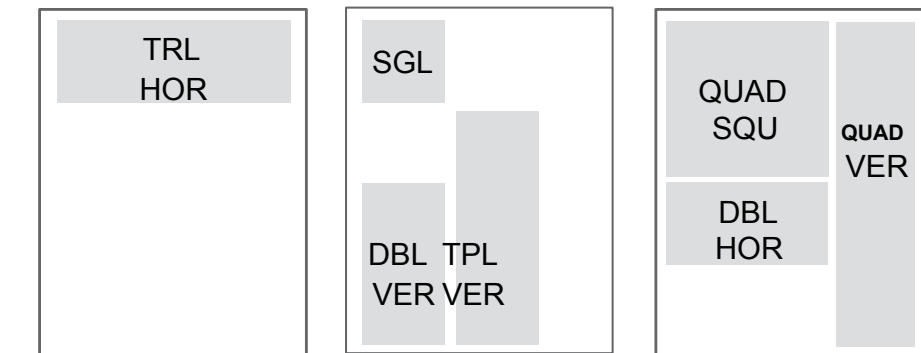 TRL
HOR
SGL
DBL
VER
TPL
VER
QUAD
SQU
DBL
HOR
QUAD
VER